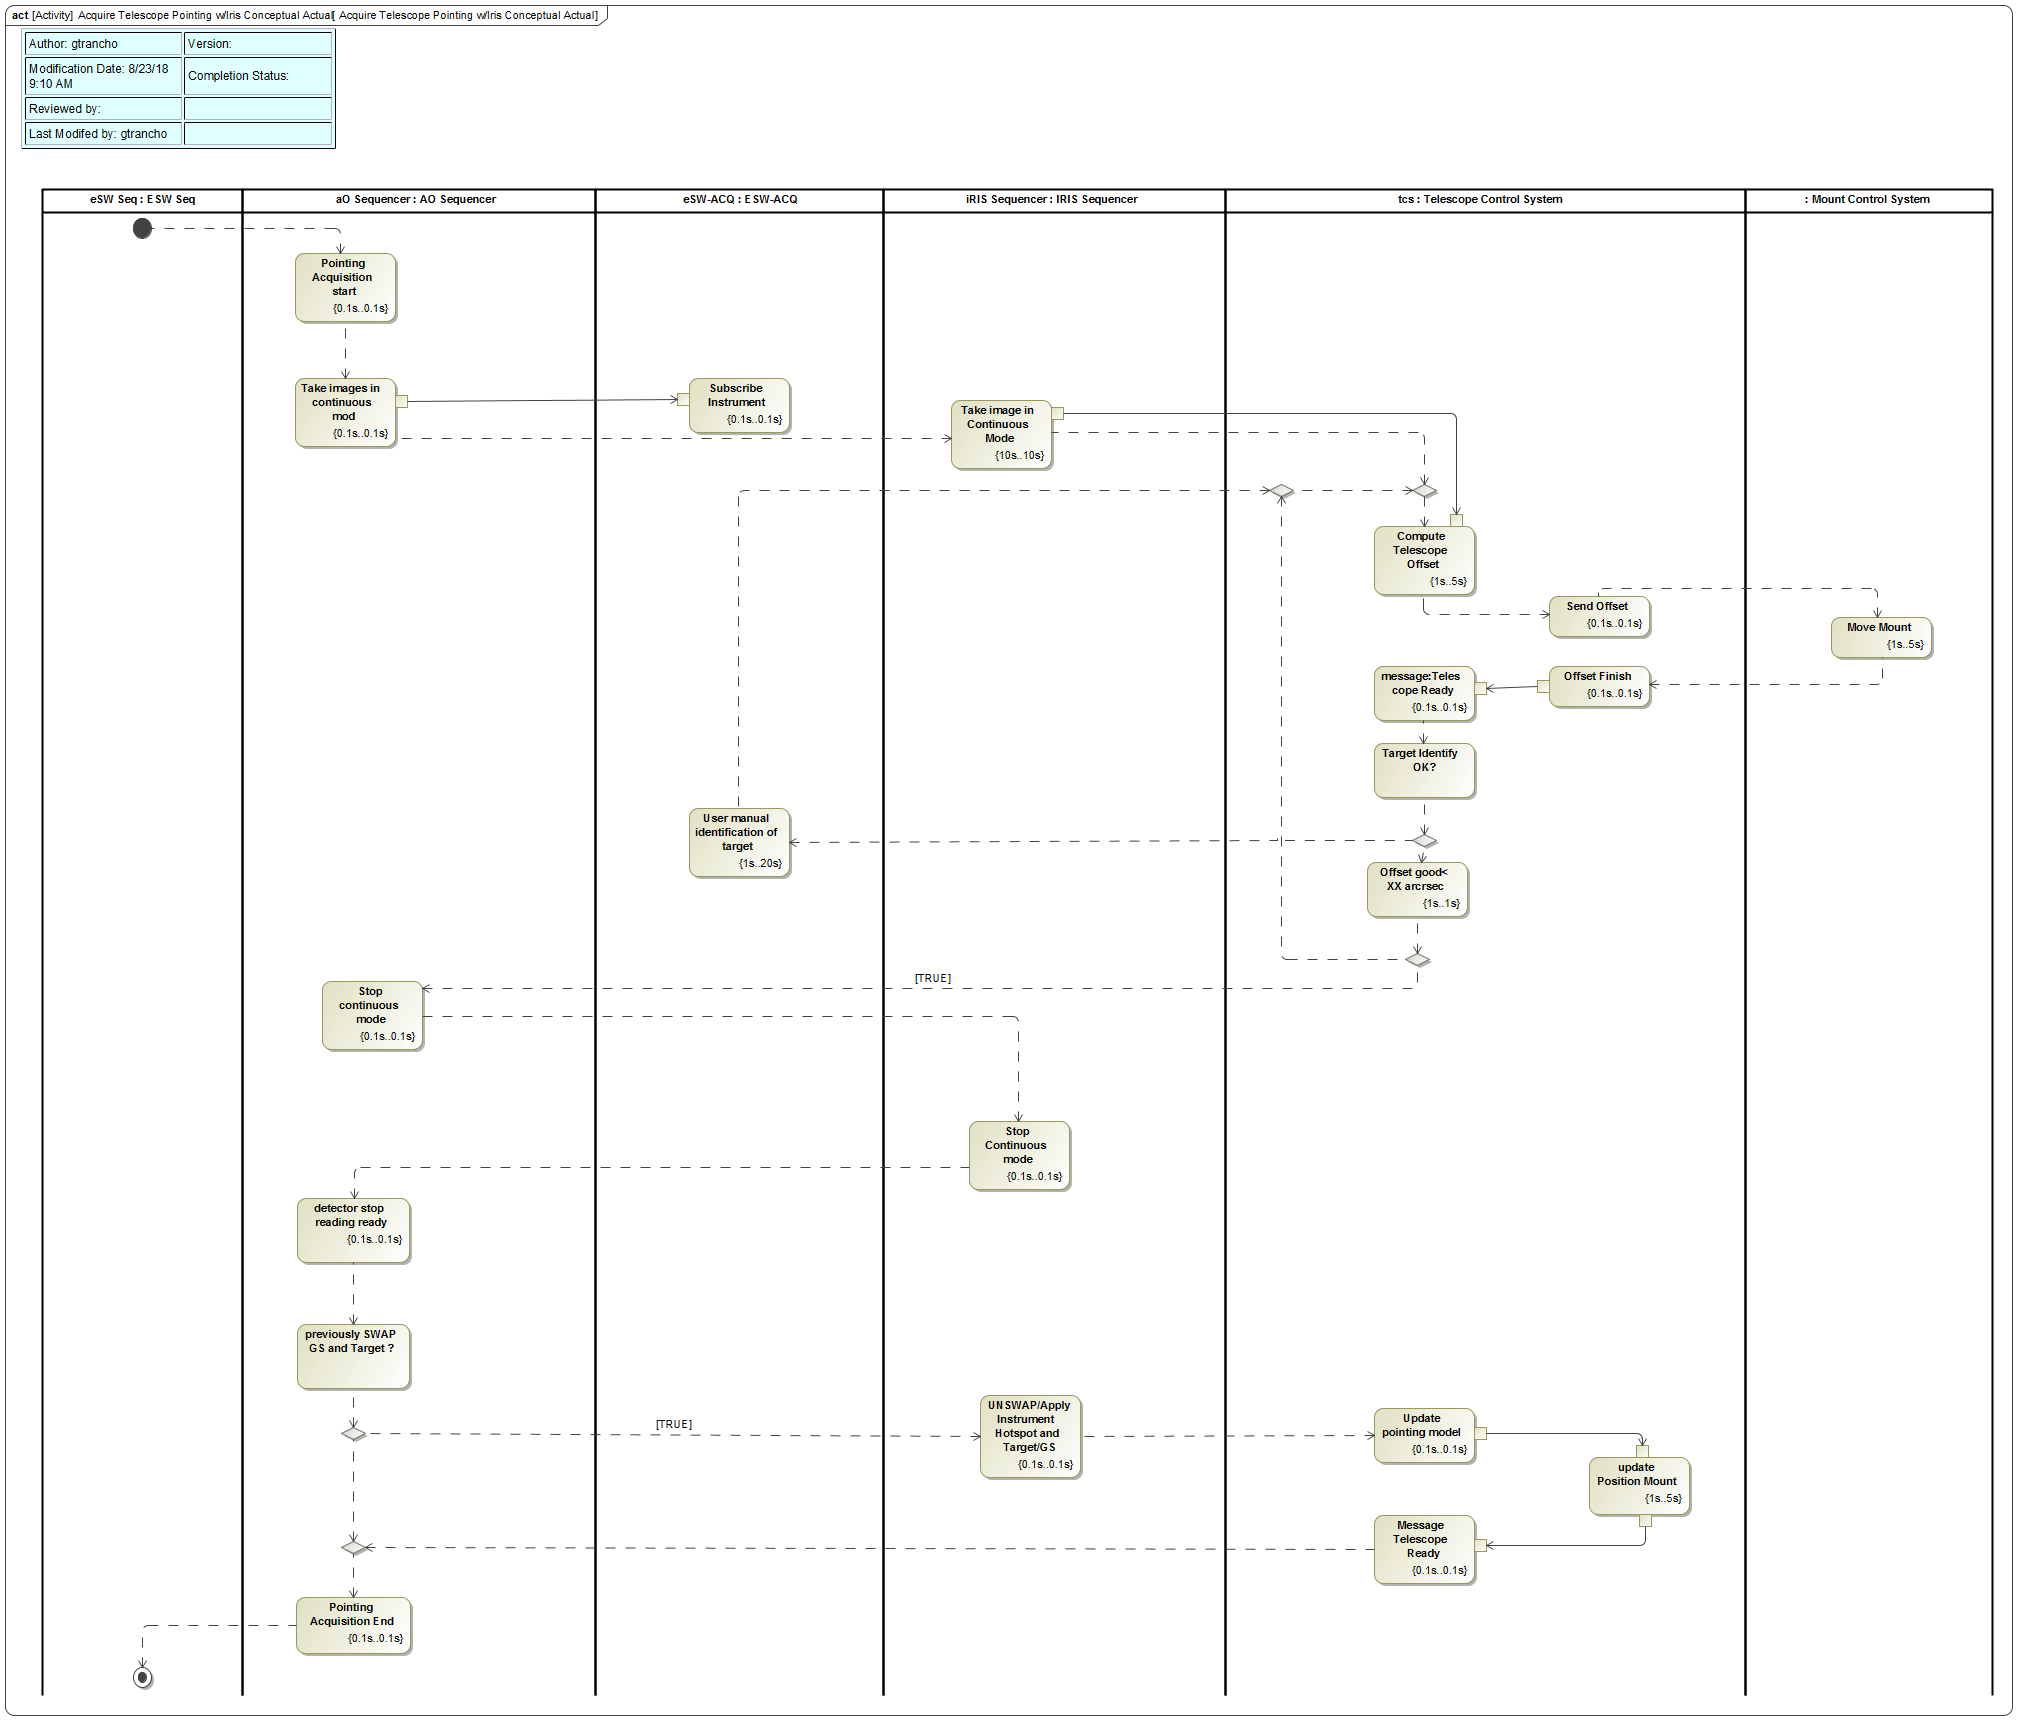 act [Activity] Acquire Telescope Pointing w/Iris Conceptual Actual[ Acquire Telescope Pointing w/Iris Conceptual Actual]
Author: gtrancho
Version:
Modification Date: 8/23/18
9:10 AM
Completion Status:
Reviewed by:
Last Modifed by: gtrancho
eSW Seq : ESW Seq
aO Sequencer : AO Sequencer
eSW-ACQ : ESW-ACQ
iRIS Sequencer : IRIS Sequencer
tcs : Telescope Control System
: Mount Control System
Pointing
Acquisition
start
{0.1s..0.1s}
Take images in
continuous
mod
{0.1s..0.1s}
Subscribe
Instrument
{0.1s..0.1s}
Take image in
Continuous
Mode
{10s..10s}
Compute
Telescope
Offset
{1s..5s}
Send Offset
{0.1s..0.1s}
Move Mount
{1s..5s}
Offset Finish
{0.1s..0.1s}
message:Teles
cope Ready
{0.1s..0.1s}
Target Identify
OK?
User manual
identification of
target
{1s..20s}
Offset good<
XX arcrsec
{1s..1s}
[TRUE]
Stop
continuous
mode
{0.1s..0.1s}
Stop
Continuous
mode
{0.1s..0.1s}
detector stop
reading ready
{0.1s..0.1s}
previously SWAP
GS and Target ?
[TRUE]
UNSWAP/Apply
Instrument
Hotspot and
Target/GS
{0.1s..0.1s}
Update
pointing model
{0.1s..0.1s}
update
Position Mount
{1s..5s}
Message
Telescope
Ready
{0.1s..0.1s}
Pointing
Acquisition End
{0.1s..0.1s}